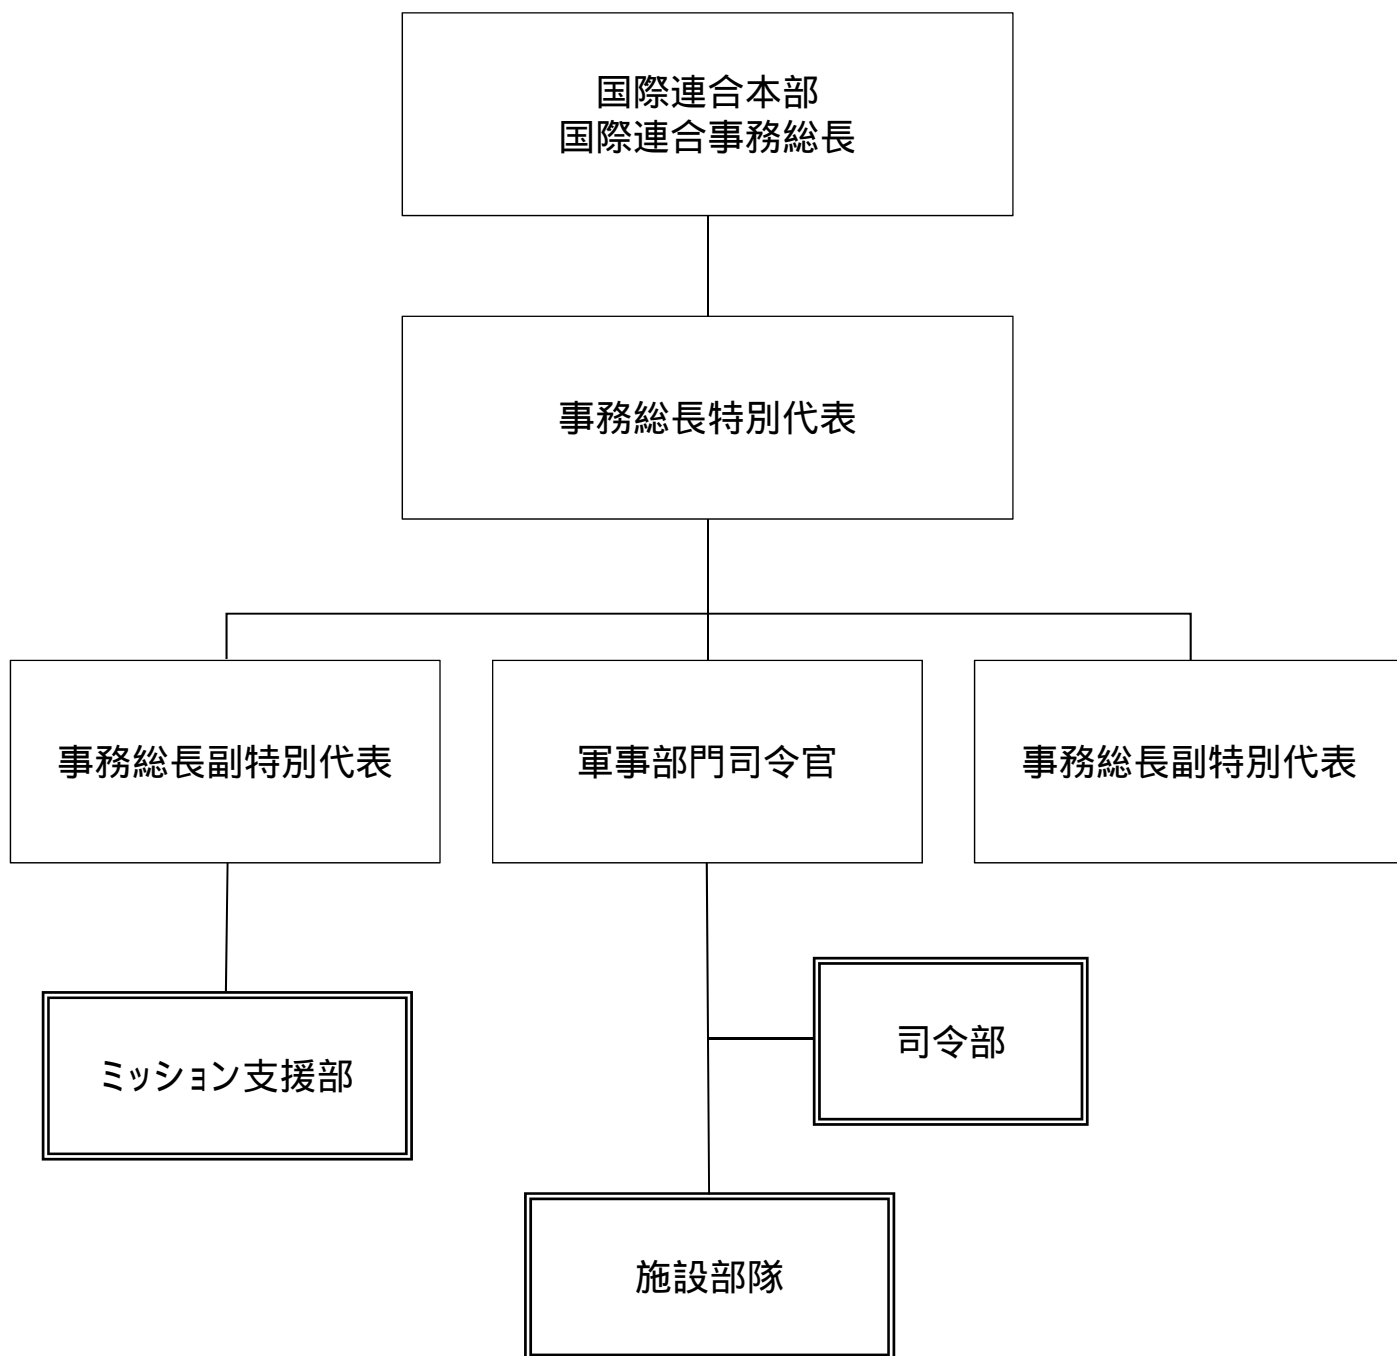 国際連合本部
国際連合事務総長
事務総長特別代表
事務総長副特別代表
軍事部門司令官
事務総長副特別代表
司令部
ミッション支援部
施設部隊